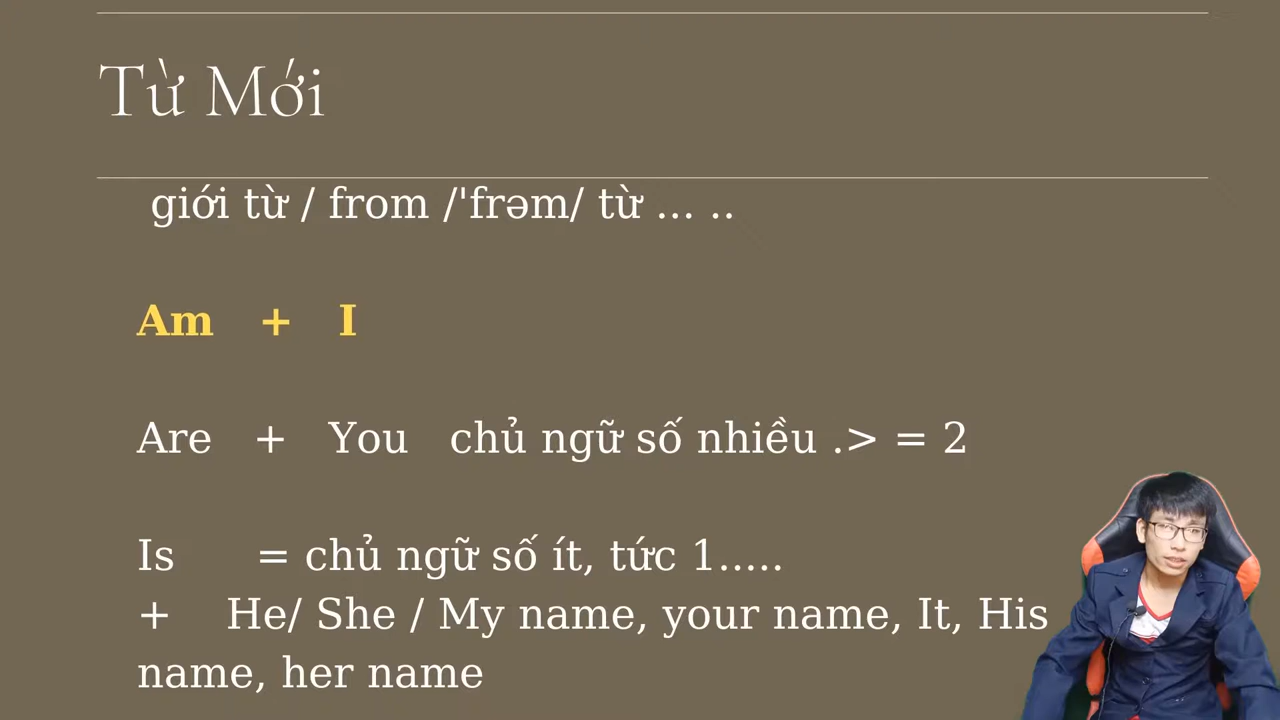 Từ Mới
giới từ / from /'frəm/ từ ... ..
Am + I
Are + You chủ ngữ số nhiều .> = 2
Is = chủ ngữ số ít, tức 1.....
+ He/ She / My name, your name, It, His
name, her name